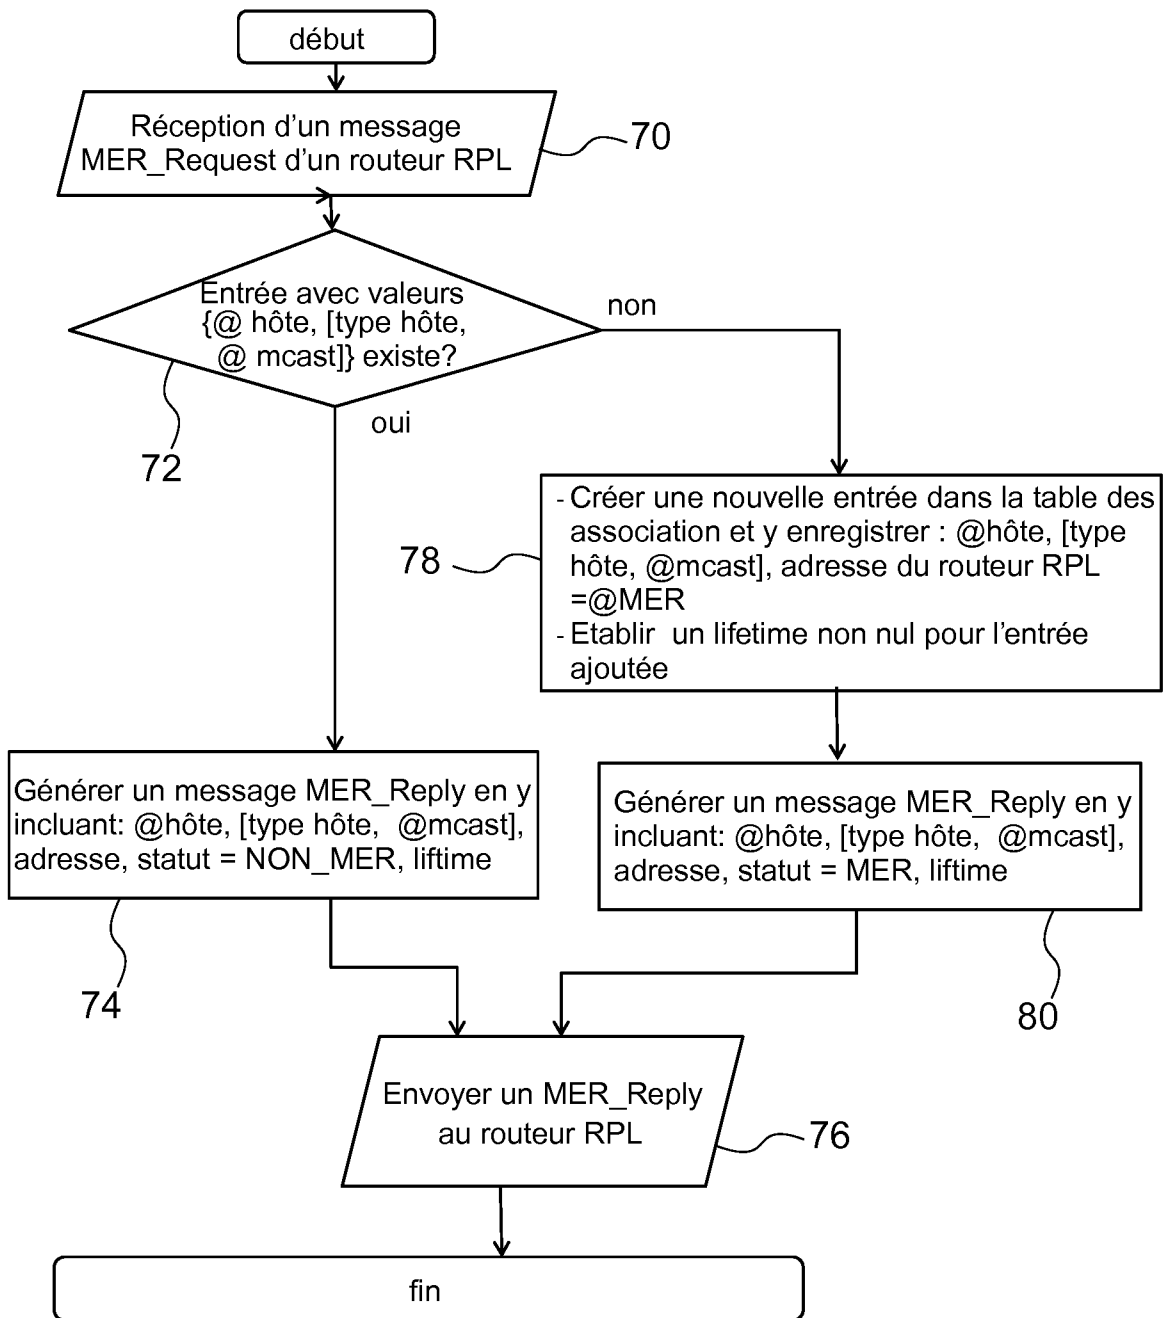 début
Réception d'un message
MER_Request d'un routeur RPL
70
Entrée avec valeurs
{@ hôte, [type hôte,
@ mcast]} existe?
non
oui
72
- Créer une nouvelle entrée dans la table des
association et y enregistrer : @hôte, [type
hôte, @mcast], adresse du routeur RPL
=@MER
- Etablir un lifetime non nul pour l'entrée
ajoutée
78
Générer un message MER_Reply en y
incluant: @hôte, [type hôte, @mcast],
adresse, statut = NON_MER, liftime
74
Générer un message MER_Reply en y
incluant: @hôte, [type hôte, @mcast],
adresse, statut = MER, liftime
80
Envoyer un MER_Reply
au routeur RPL
76
fin